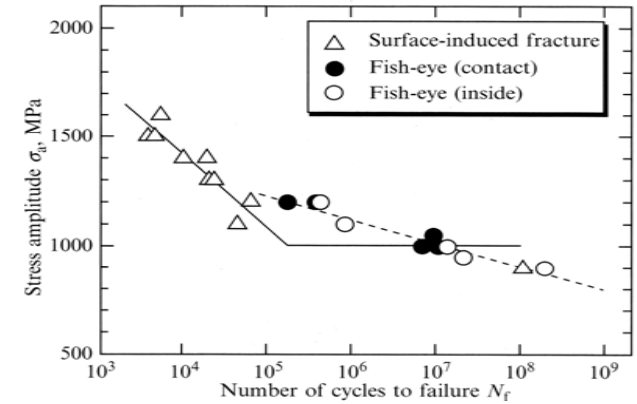 2000
1500
1000
500
Stress amplitude σa, MPa
Surface-induced fracture
Fish-eye (contact)
Fish-eye (inside)
10³ 10⁴ 10⁵ 10⁶ 10⁷ 10⁸ 10⁹
Number of cycles to failure Nf